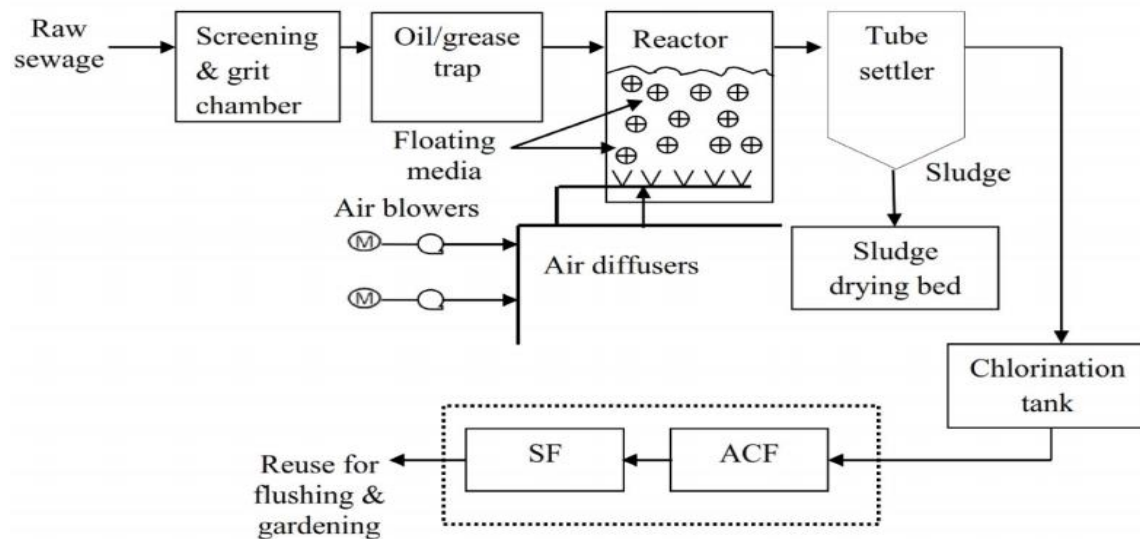 Raw
sewage
Screening
& grit
chamber
Oil/grease
trap
Reactor
Tube
settler
Floating
media
Sludge
Air blowers
M
M
Air diffusers
Sludge
drying bed
Chlorination
tank
SF
ACF
Reuse for
flushing &
gardening